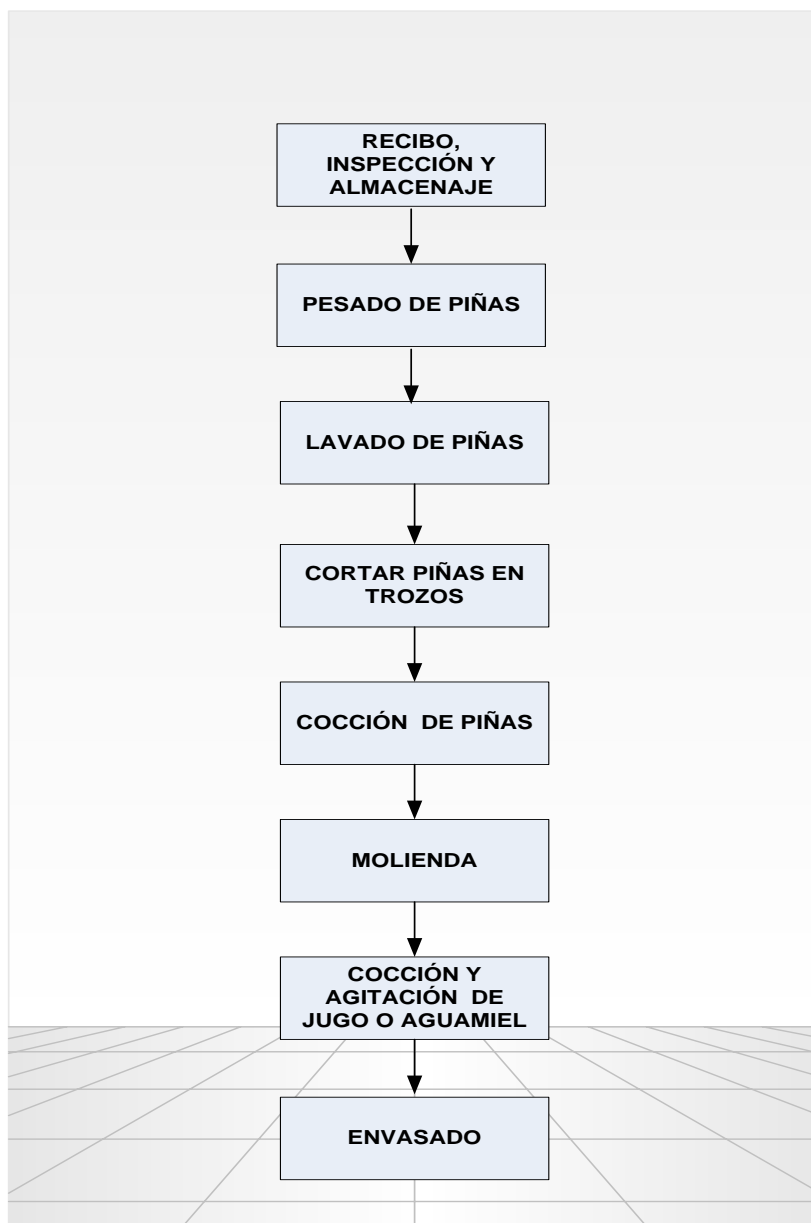 RECIBO,
INSPECCIÓN Y
ALMACENAJE
PESADO DE PIÑAS
LAVADO DE PIÑAS
CORTAR PIÑAS EN
TROZOS
COCCIÓN DE PIÑAS
MOLIENDA
COCCIÓN Y
AGITACIÓN DE
JUGO O AGUAMIEL
ENVASADO